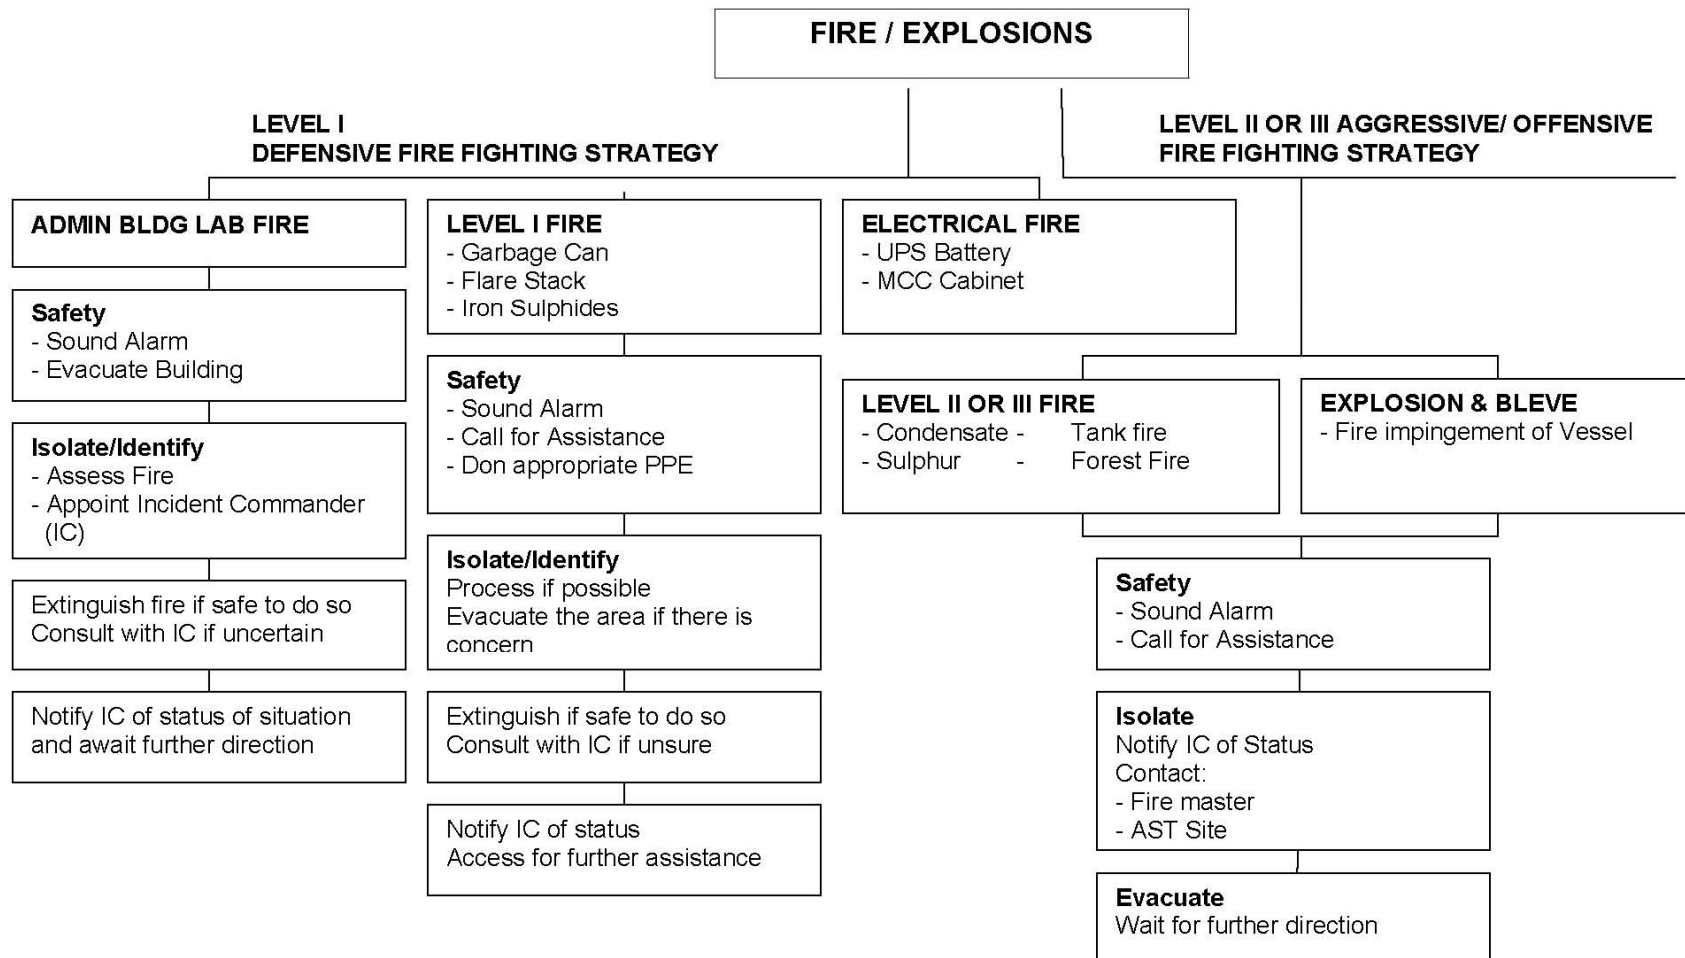 FIRE / EXPLOSIONS
LEVEL I
DEFENSIVE FIRE FIGHTING STRATEGY
LEVEL II OR III AGGRESSIVE/ OFFENSIVE
FIRE FIGHTING STRATEGY
ADMIN BLDG LAB FIRE
Safety
- Sound Alarm
- Evacuate Building
Isolate/Identify
- Assess Fire
- Appoint Incident Commander
(IC)
Extinguish fire if safe to do so
Consult with IC if uncertain
Notify IC of status of situation
and await further direction
LEVEL I FIRE
- Garbage Can
- Flare Stack
- Iron Sulphides
Safety
- Sound Alarm
- Call for Assistance
- Don appropriate PPE
Isolate/Identify
Process if possible
Evacuate the area if there is
concern
Extinguish if safe to do so
Consult with IC if unsure
Notify IC of status
Access for further assistance
ELECTRICAL FIRE
- UPS Battery
- MCC Cabinet
LEVEL II OR III FIRE
- Condensate - Tank fire
- Sulphur - Forest Fire
EXPLOSION & BLEVE
- Fire impingement of Vessel
Safety
- Sound Alarm
- Call for Assistance
Isolate
Notify IC of Status
Contact:
- Fire master
- AST Site
Evacuate
Wait for further direction